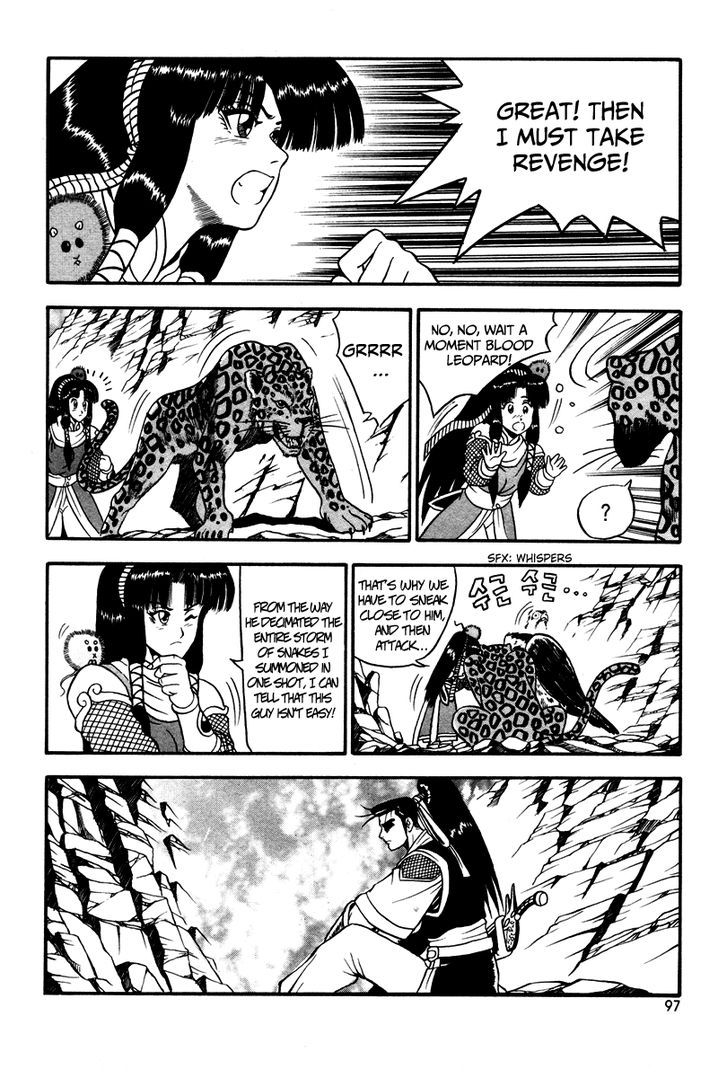 GREAT! THEN
I MUST TAKE
REVENGE!
GRRRR
...
NO, NO, WAIT A
MOMENT BLOOD
LEOPARD!
?
FROM THE WAY
HE DECIMATED THE
ENTIRE STORM
OF SNAKES I
SUMMONED IN
ONE SHOT, I CAN
TELL THAT THIS
GUY ISN'T EASY!
SFX: WHISPERS
THAT'S WHY WE
HAVE TO SNEAK
CLOSE TO HIM,
AND THEN
ATTACK...
수군 수군...
97